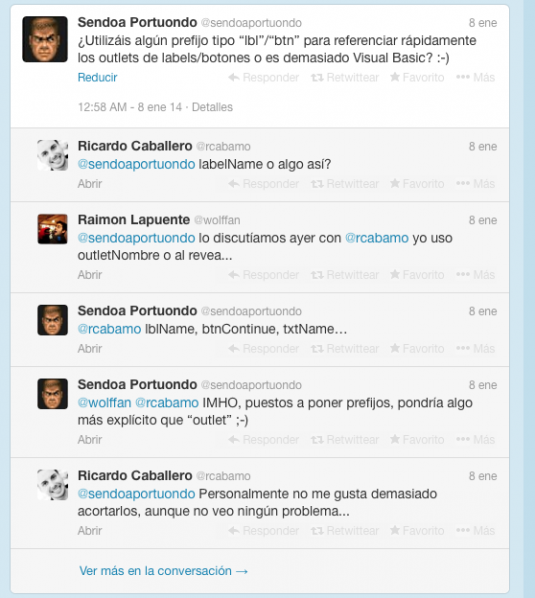 Sendoa Portuondo @sendoaportuondo 8 ene
¿Utilizáis algún prefijo tipo “lbl”/“btn” para referenciar rápidamente
los outlets de labels/botones o es demasiado Visual Basic? :-)
Reducir Responder Retwittear Favorito Más
12:58 AM - 8 ene 14 · Detalles
Ricardo Caballero @rcabamo 8 ene
@sendoaportuondo labelName o algo así?
Abrir Responder Retwittear Favorito Más
Raimon Lapuente @wolffan 8 ene
@sendoaportuondo lo discutíamos ayer con @rcabamo yo uso
outletNombre o al revea...
Abrir Responder Retwittear Favorito Más
Sendoa Portuondo @sendoaportuondo 8 ene
@rcabamo lblName, btnContinue, txtName…
Abrir Responder Retwittear Favorito Más
Sendoa Portuondo @sendoaportuondo 8 ene
@wolffan @rcabamo IMHO, puestos a poner prefijos, pondría algo
más explícito que “outlet” ;-)
Abrir Responder Retwittear Favorito Más
Ricardo Caballero @rcabamo 8 ene
@sendoaportuondo Personalmente no me gusta demasiado
acortarlos, aunque no veo ningún problema...
Abrir Responder Retwittear Favorito Más
Ver más en la conversación →